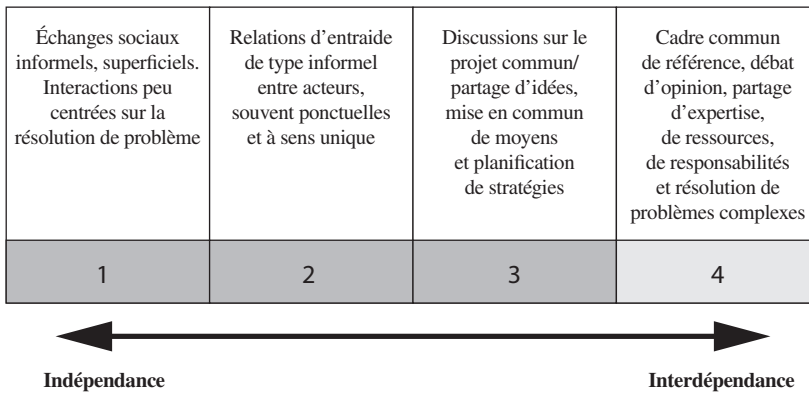 Échanges sociaux
informels, superficiels.
Interactions peu
centrées sur la
résolution de problème
Relations d’entraide
de type informel
entre acteurs,
souvent ponctuelles
et à sens unique
Discussions sur le
projet commun/
partage d’idées,
mise en commun
de moyens
et planification
de stratégies
Cadre commun
de référence, débat
d’opinion, partage
d’expertise,
de ressources,
de responsabilités
et résolution de
problèmes complexes
1
2
3
4
Indépendance
Interdépendance